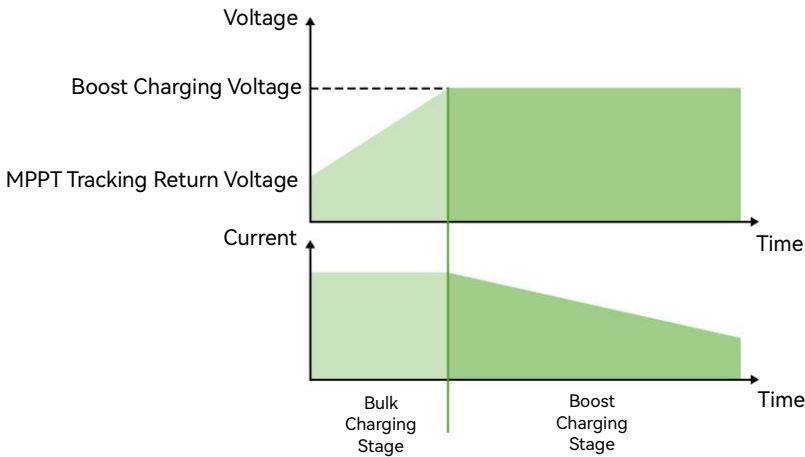 Voltage
Boost Charging Voltage
MPPT Tracking Return Voltage
Time
Current
Time
Bulk
Charging
Stage
Boost
Charging
Stage